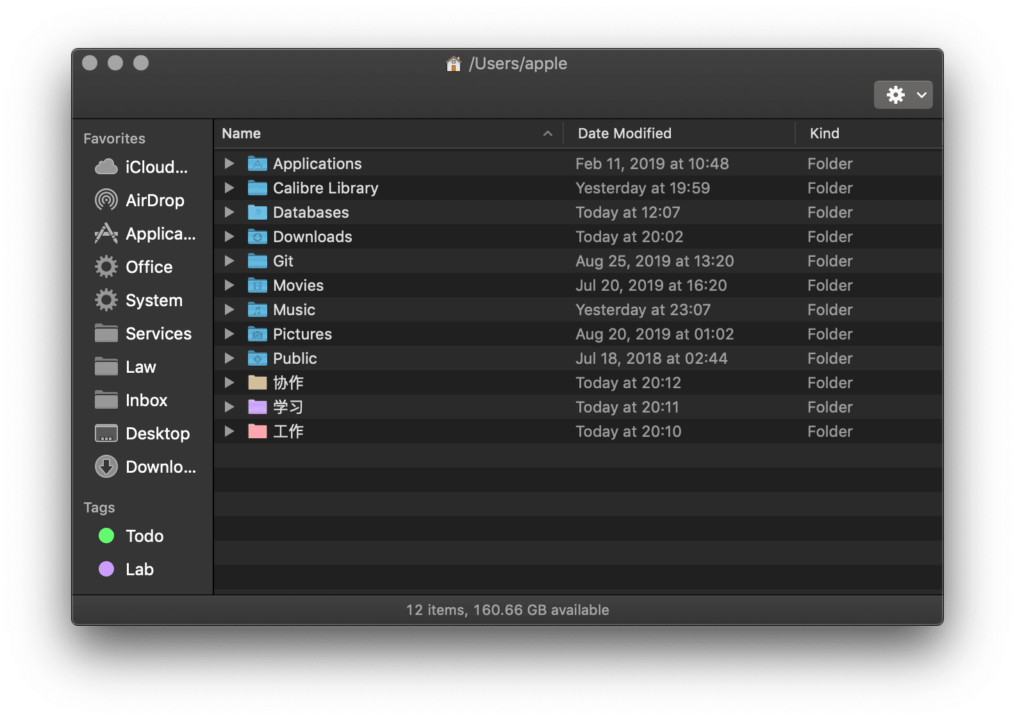 /Users/apple
Favorites
iCloud...
AirDrop
Applica...
Office
System
Services
Law
Inbox
Desktop
Downlo...
Tags
Todo
Lab
Name Date Modified Kind
Applications Feb 11, 2019 at 10:48 Folder
Calibre Library Yesterday at 19:59 Folder
Databases Today at 12:07 Folder
Downloads Today at 20:02 Folder
Git Aug 25, 2019 at 13:20 Folder
Movies Jul 20, 2019 at 16:20 Folder
Music Yesterday at 23:07 Folder
Pictures Aug 20, 2019 at 01:02 Folder
Public Jul 18, 2018 at 02:44 Folder
协作 Today at 20:12 Folder
学习 Today at 20:11 Folder
工作 Today at 20:10 Folder
12 items, 160.66 GB available